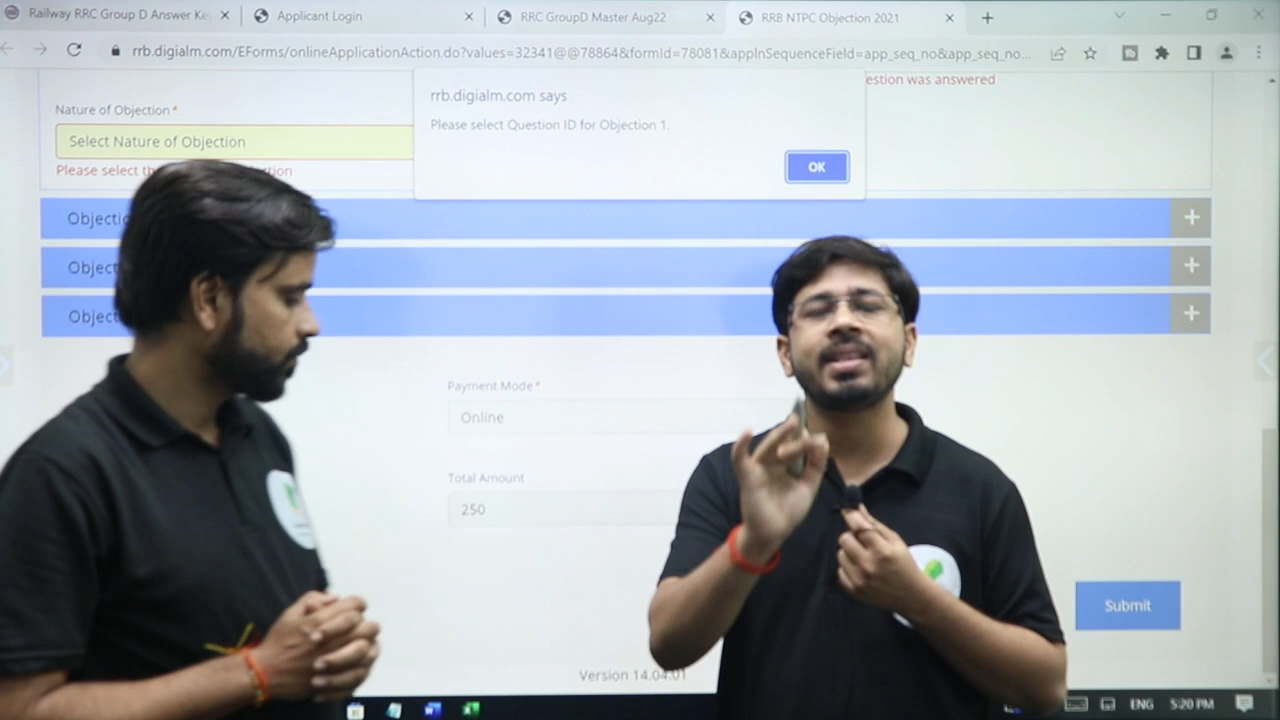 Railway RRC Group D Answer Ke
Applicant Login
RRC GroupD Master Aug22
RRB NTPC Objection 2021
rrb.digialm.com/EForms/onlineApplicationAction.do?values=32341@@78864&formId=78081&appInSequenceField=app_seq_no&app_seq_no...
estion was answered
rrb.digialm.com says
Nature of Objection*
Please select Question ID for Objection 1.
Select Nature of Objection
OK
Please select th
Objectio
Object
Object
Payment Mode*
Online
Total Amount
250
Submit
Version 14.04.01
ENG
5:20 PM